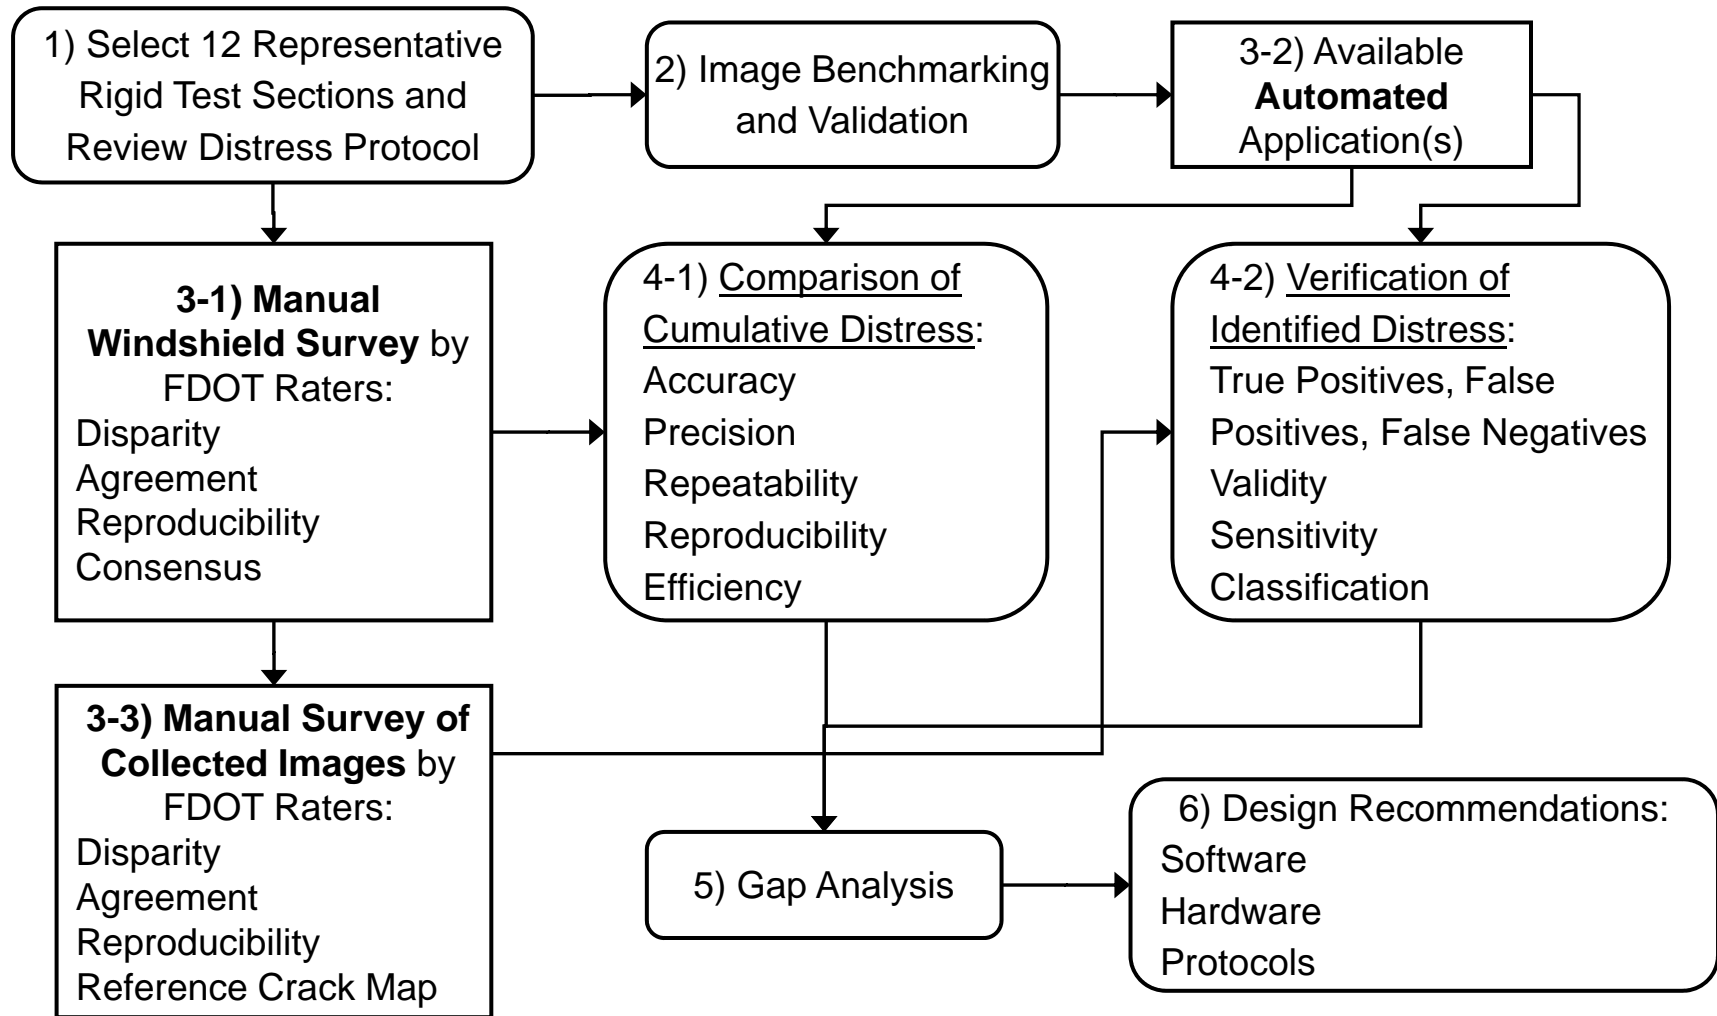 1) Select 12 Representative
Rigid Test Sections and
Review Distress Protocol
2) Image Benchmarking
and Validation
3-2) Available
Automated
Application(s)
3-1) Manual
Windshield Survey by
FDOT Raters:
Disparity
Agreement
Reproducibility
Consensus
4-1) Comparison of
Cumulative Distress:
Accuracy
Precision
Repeatability
Reproducibility
Efficiency
4-2) Verification of
Identified Distress:
True Positives, False
Positives, False Negatives
Validity
Sensitivity
Classification
3-3) Manual Survey of
Collected Images by
FDOT Raters:
Disparity
Agreement
Reproducibility
Reference Crack Map
5) Gap Analysis
6) Design Recommendations:
Software
Hardware
Protocols